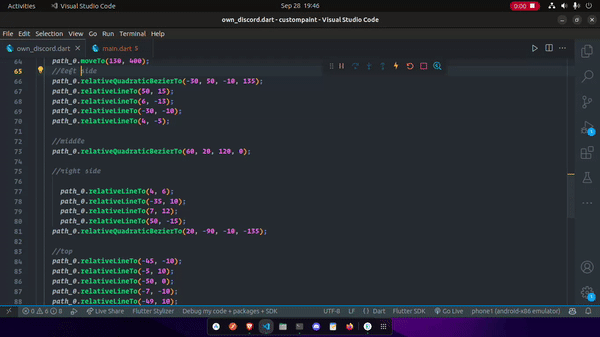 Activities
Visual Studio Code
Sep 28 19:46
0:00
own_discord.dart - custompaint - Visual Studio Code
File Edit Selection View Go Run Terminal Help
own_discord.dart
main.dart 5
64 path_0.moveTo(130, 400);
65 //left side
66 path_0.relativeQuadraticBezierTo(-30, 50, -10, 135);
67 path_0.relativeLineTo(50, 15);
68 path_0.relativeLineTo(6, -13);
69 path_0.relativeLineTo(-30, -10);
70 path_0.relativeLineTo(4, -5);
71
72 //middle
73 path_0.relativeQuadraticBezierTo(60, 20, 120, 0);
74
75 //right side
76
77 path_0.relativeLineTo(4, 6);
78 path_0.relativeLineTo(-35, 10);
79 path_0.relativeLineTo(7, 12);
80 path_0.relativeLineTo(50, -15);
81 path_0.relativeQuadraticBezierTo(20, -90, -10, -135);
82
83 //top
84 path_0.relativeLineTo(-45, -10);
85 path_0.relativeLineTo(-5, 10);
86 path_0.relativeLineTo(-50, 0);
87 path_0.relativeLineTo(-7, -10);
88 path_0.relativeLineTo(-49, 10);
0 6 8 Live Share Flutter Stylizer Debug my code + packages + SDK UTF-8 LF {} Dart Flutter SDK Go Live phone1 (android-x86 emulator)